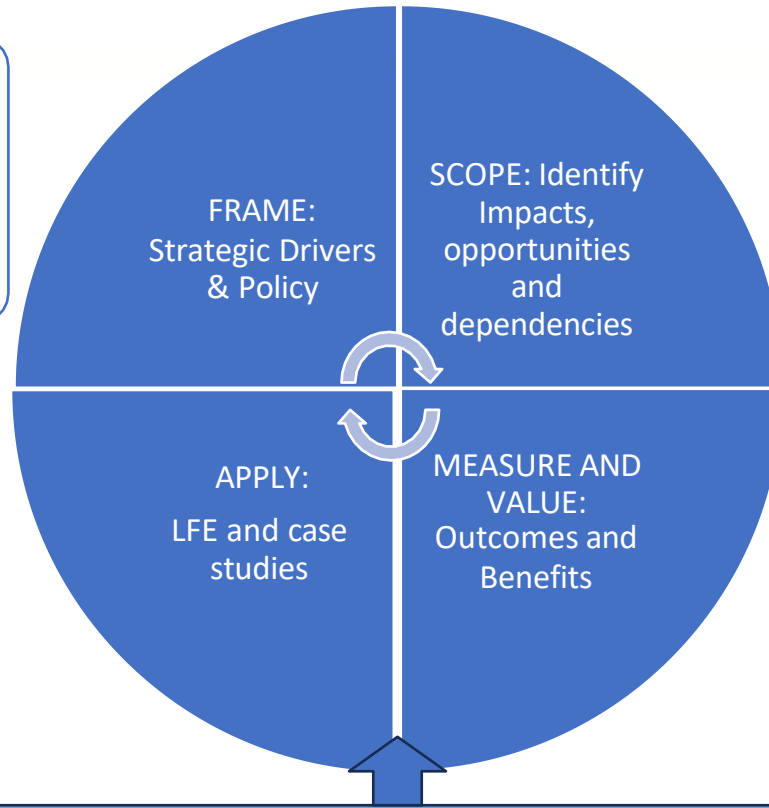 FRAME:
Strategic Drivers
& Policy
SCOPE: Identify
Impacts,
opportunities
and
dependencies
APPLY:
LFE and case
studies
MEASURE AND
VALUE:
Outcomes and
Benefits